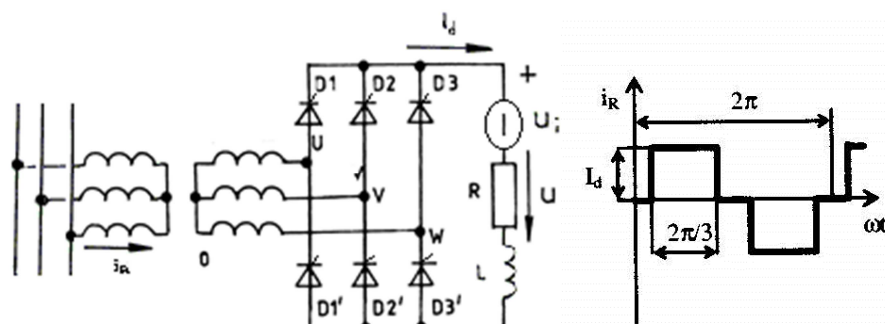 I_d
D1 D2 D3
+
U
U_i
R
U
V
W
i_R
0
L
D1' D2' D3'
i_R
2π
I_d
2π/3
ωt